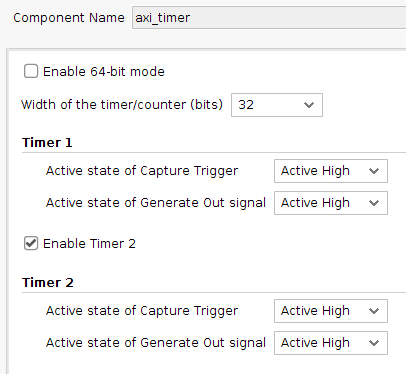 Component Name axi_timer
Enable 64-bit mode
Width of the timer/counter (bits) 32
Timer 1
Active state of Capture Trigger Active High
Active state of Generate Out signal Active High
Enable Timer 2
Timer 2
Active state of Capture Trigger Active High
Active state of Generate Out signal Active High